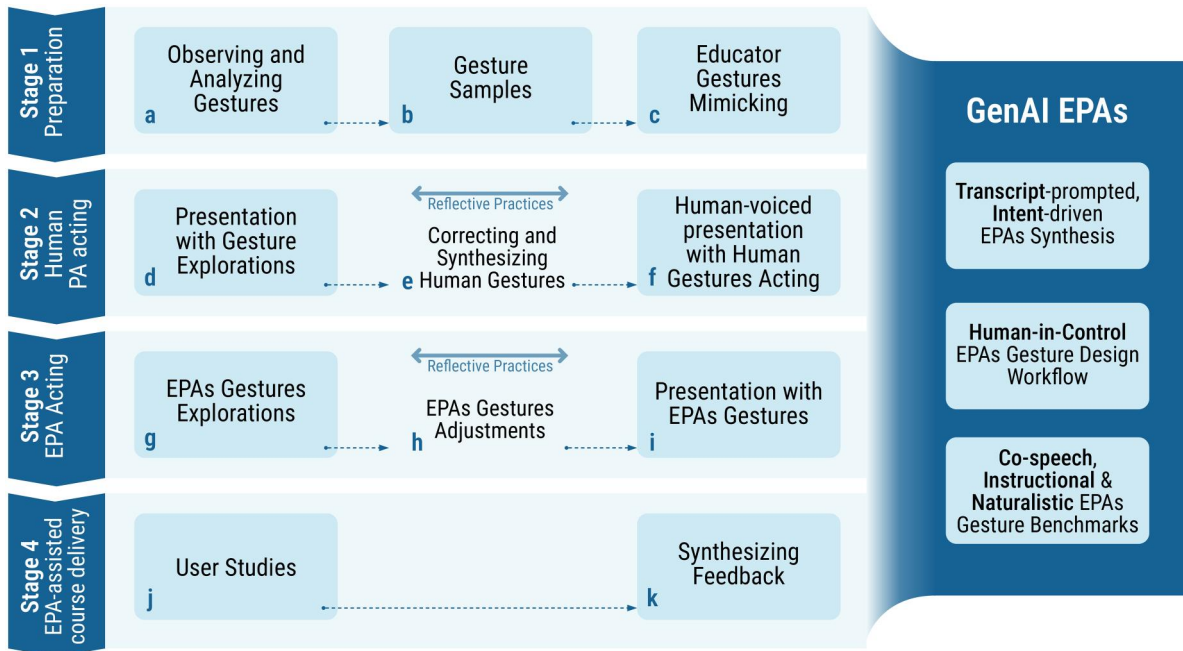 Stage 1
Preparation
Observing and
Analyzing
Gestures
a
Gesture
Samples
b
Educator
Gestures
Mimicking
c
Stage 2
Human
PA acting
Presentation
with Gesture
Explorations
d
Reflective Practices
Correcting and
Synthesizing
e Human Gestures
Human-voiced
presentation
with Human
f Gestures Acting
Stage 3
EPA Acting
EPAs Gestures
Explorations
g
Reflective Practices
EPAs Gestures
h Adjustments
Presentation with
EPAs Gestures
i
Stage 4
EPA-assisted
course delivery
User Studies
j
Synthesizing
Feedback
k
GenAI EPAs
Transcript-prompted,
Intent-driven
EPAs Synthesis
Human-in-Control
EPAs Gesture Design
Workflow
Co-speech,
Instructional &
Naturalistic EPAs
Gesture Benchmarks